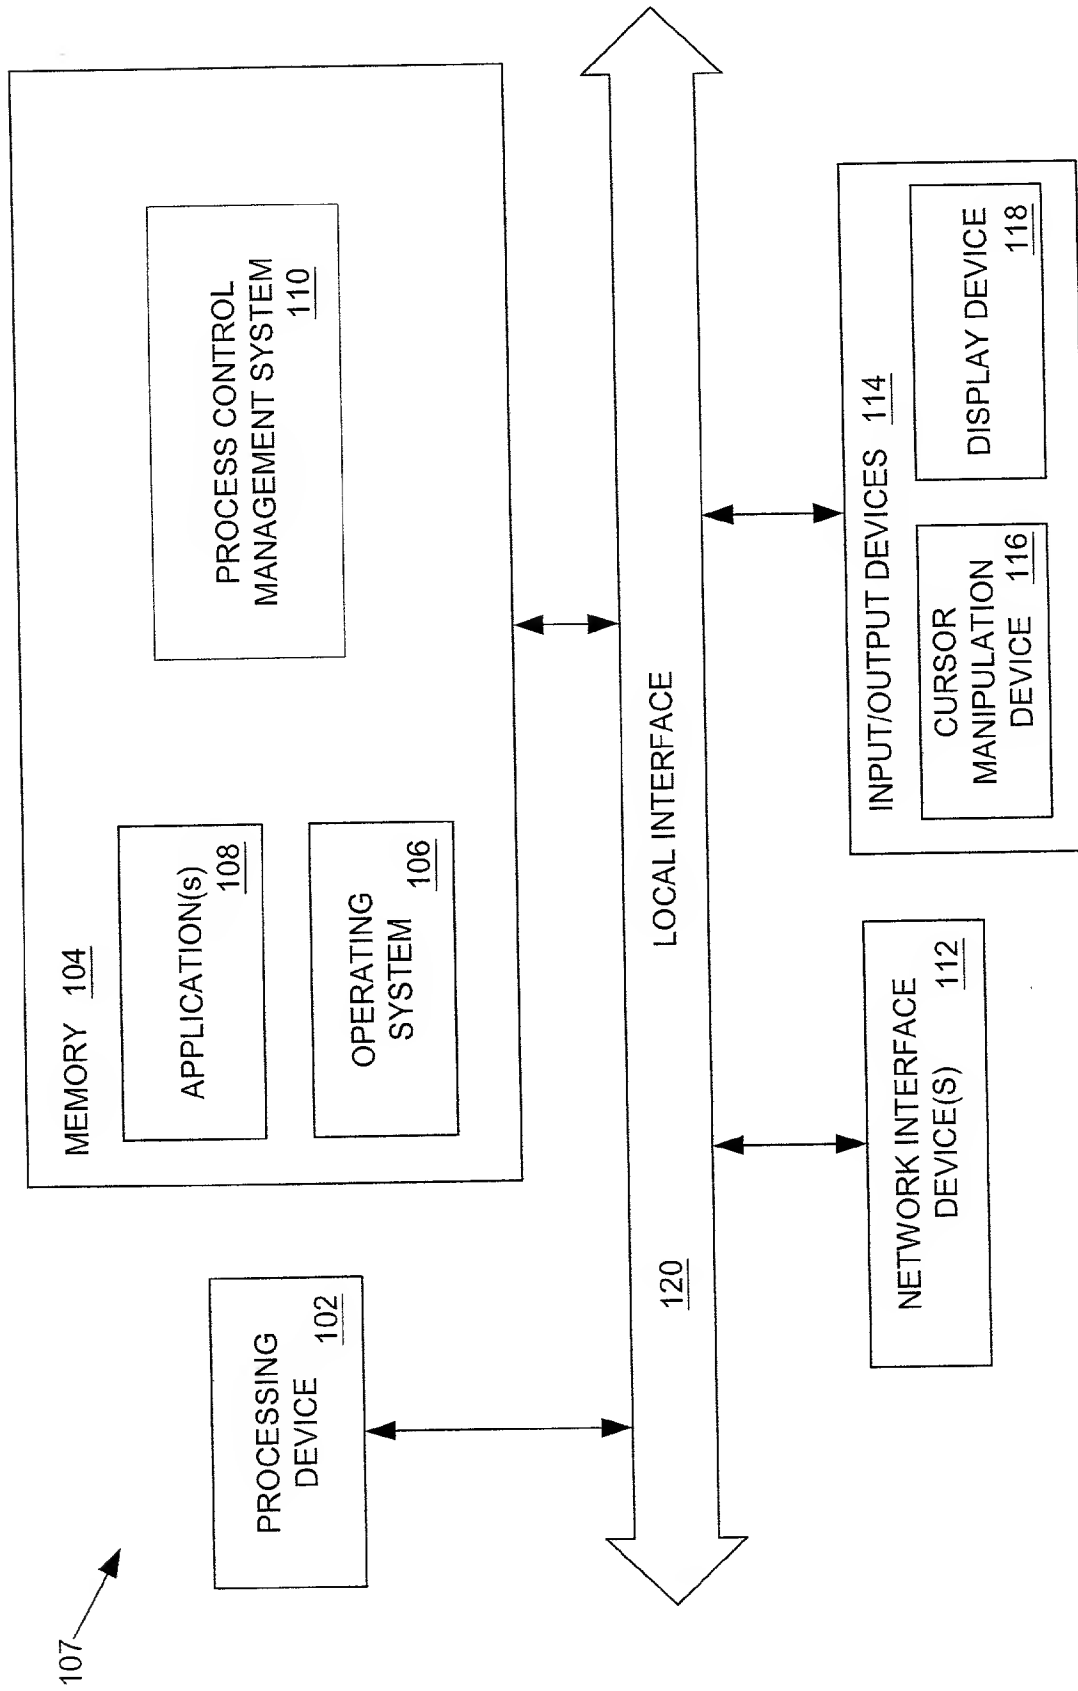 107
PROCESSING
DEVICE
102
MEMORY 104
APPLICATION(s)
108
OPERATING
SYSTEM
106
PROCESS CONTROL
MANAGEMENT SYSTEM
110
120
LOCAL INTERFACE
NETWORK INTERFACE
DEVICE(S)
112
INPUT/OUTPUT DEVICES 114
CURSOR
MANIPULATION
DEVICE
116
DISPLAY DEVICE
118